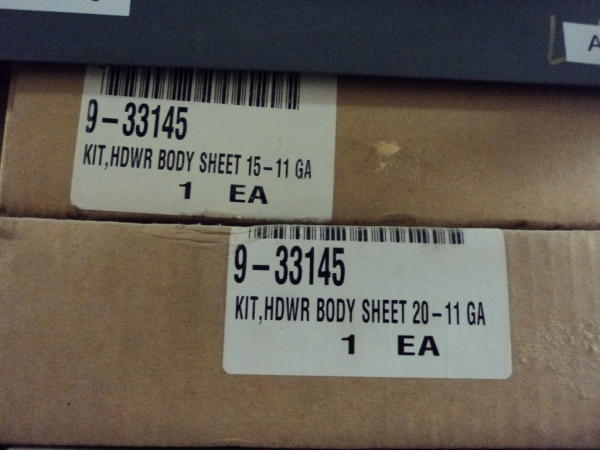 A
9-33145
KIT,HDWR BODY SHEET 15-11 GA
1 EA
9-33145
KIT,HDWR BODY SHEET 20-11 GA
1 EA